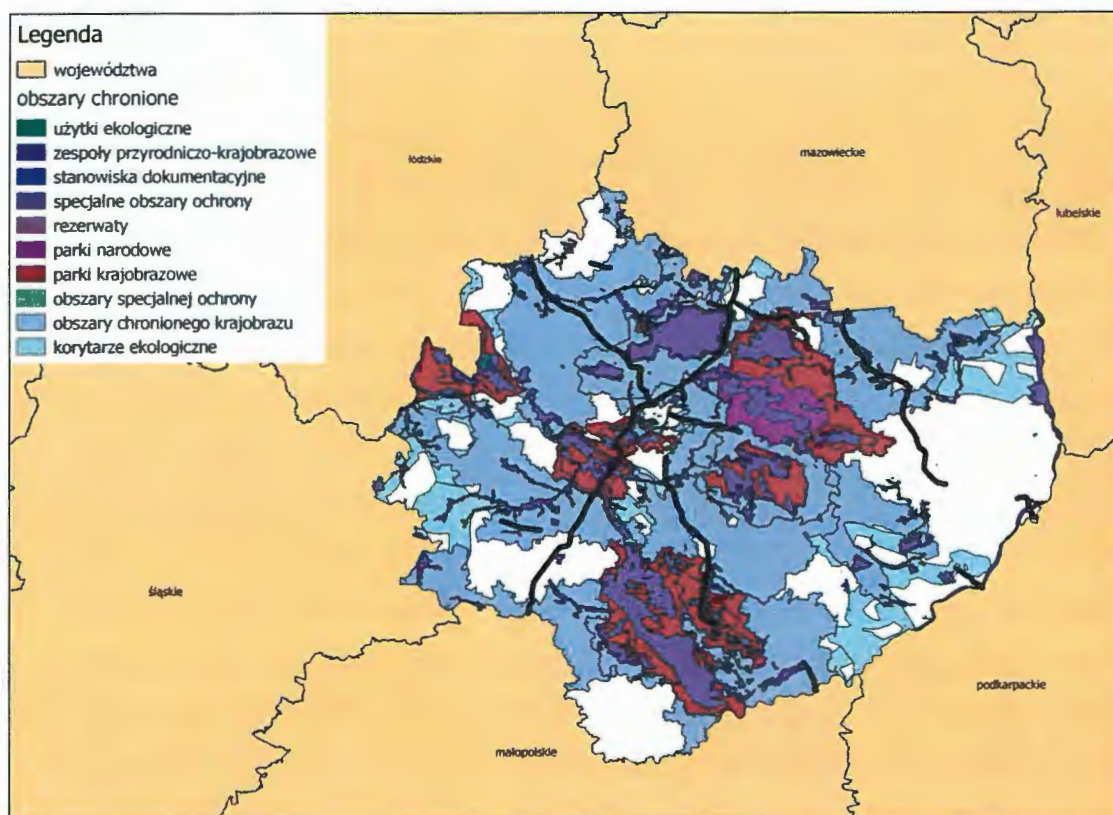 Legenda
województwa
obszary chronione
użytki ekologiczne
zespoły przyrodniczo-krajobrazowe
stanowiska dokumentacyjne
specjalne obszary ochrony
rezerwaty
parki narodowe
parki krajobrazowe
obszary specjalnej ochrony
obszary chronionego krajobrazu
korytarze ekologiczne
łódzkie
mazowieckie
lubelskie
śląskie
podkarpackie
małopolskie